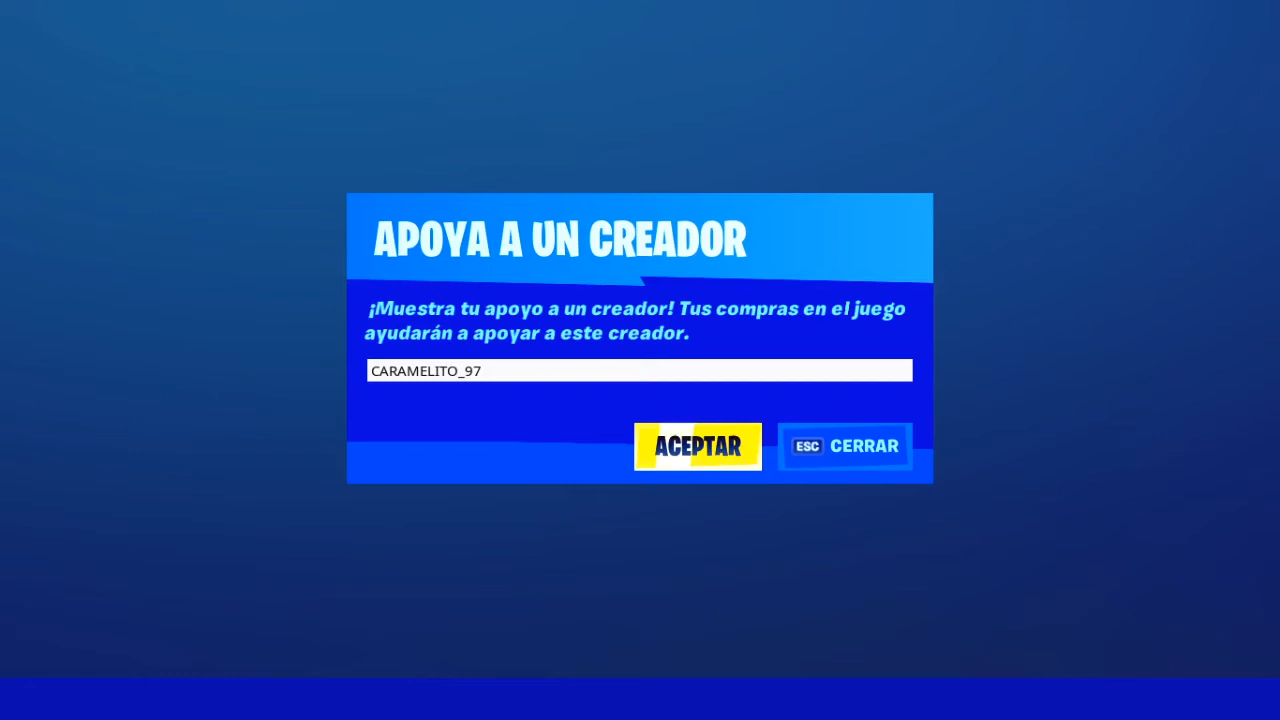 APOYA A UN CREADOR
¡Muestra tu apoyo a un creador! Tus compras en el juego
ayudarán a apoyar a este creador.
CARAMELITO_97
ACEPTAR
ESC CERRAR